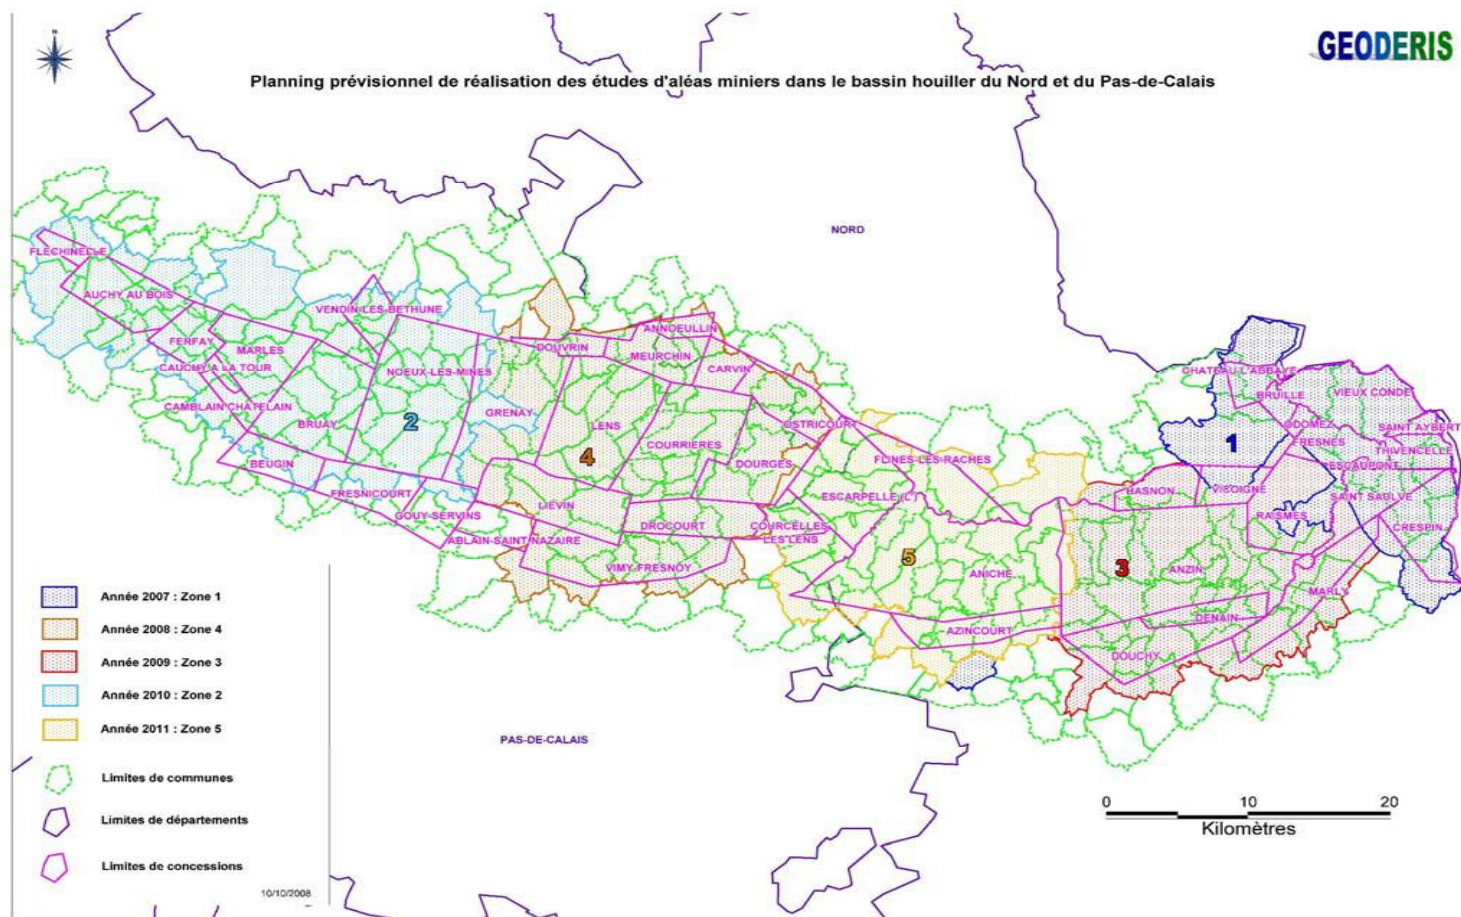 N
GEODERIS
Planning prévisionnel de réalisation des études d'aléas miniers dans le bassin houiller du Nord et du Pas-de-Calais
NORD
FLECHINELLE
AUCHY AU BOIS
VENDIN-LES-BETHUNE
FERFAY
MARLES
CAUCHY A LA TOUR
NOEUX-LES-MINES
CAMBLAIN CHATELAIN
BRUAY
2
BEUGIN
FRESNICOURT
GOUY-SERVINS
ABLAIN-SAINT-NAZAIRE
ANNOEULLIN
DOUVRIN
MEURCHIN
CARVIN
GRENAY
LENS
4
COURRIERES
OSTRICOURT
DOURGES
LIEVIN
DROCOURT
COURCELLES
LES LENS
VIMY-FRESNOY
FLINES-LES-RACHES
ESCARPELLE (L')
5
ANICHE
AZINCOURT
CHATEAU L'ABBAYE
BRUILLE
VIEUX CONDE
1
ODOMEZ
SAINT AYBERT
FRESNES
THIVENCELLE
ESCAUPONT
HASNON
VICOIGNE
SAINT SAULVE
RAISMES
CRESPIN
3
ANZIN
MARLY
DENAIN
DOUCHY
PAS-DE-CALAIS
Année 2007 : Zone 1
Année 2008 : Zone 4
Année 2009 : Zone 3
Année 2010 : Zone 2
Année 2011 : Zone 5
Limites de communes
Limites de départements
Limites de concessions
10/10/2008
0 10 20
Kilomètres